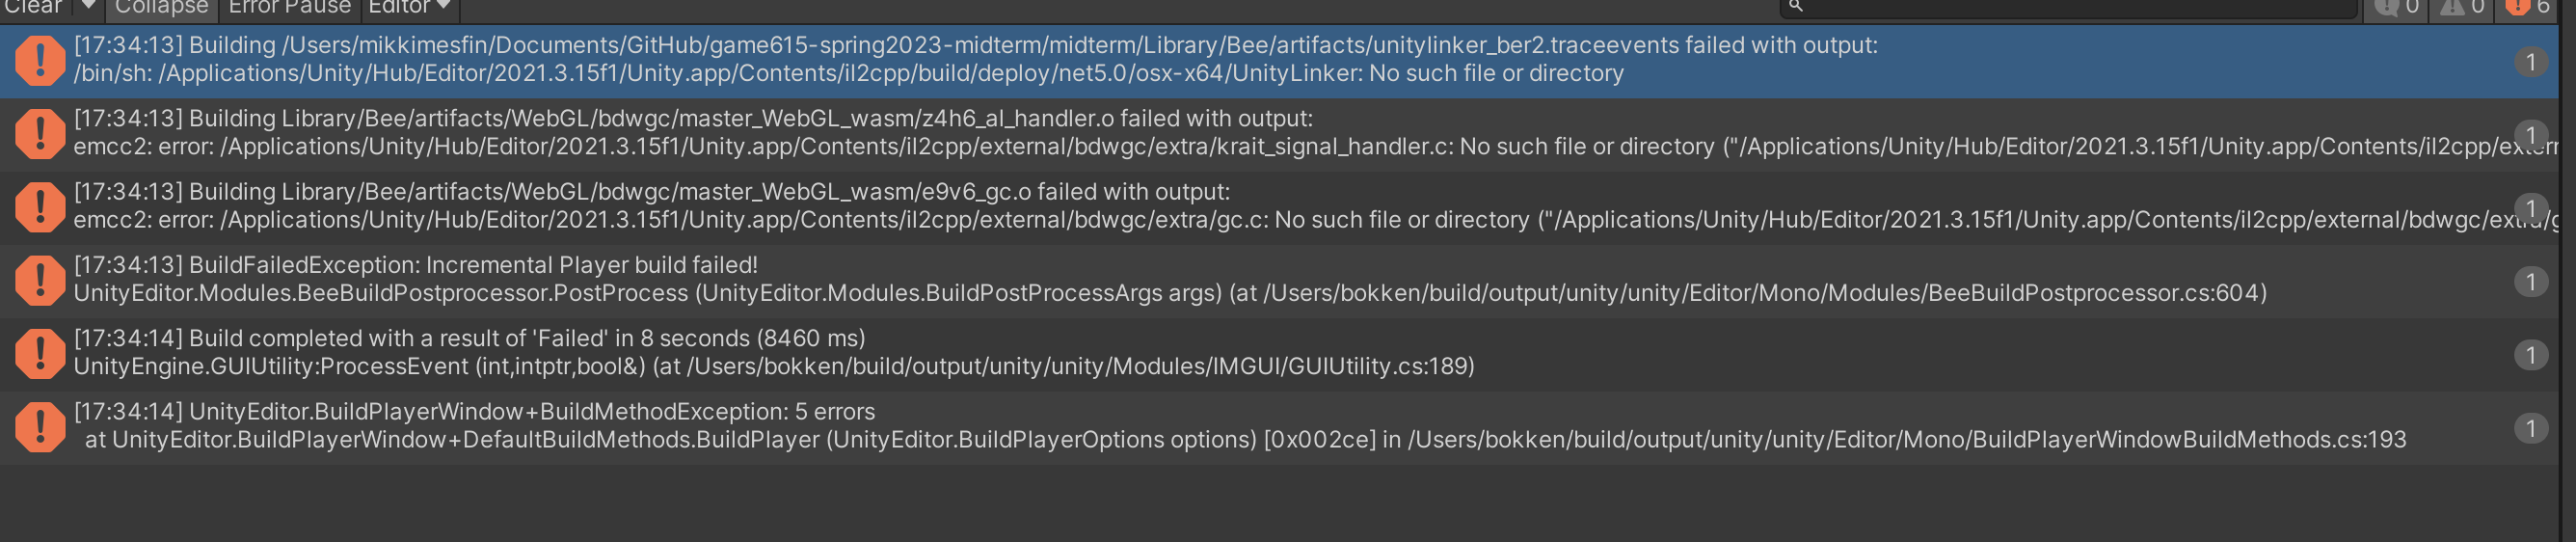 Clear Collapse Error Pause Editor 0 0 6
[17:34:13] Building /Users/mikkimesfin/Documents/GitHub/game615-spring2023-midterm/midterm/Library/Bee/artifacts/unitylinker_ber2.traceevents failed with output:
/bin/sh: /Applications/Unity/Hub/Editor/2021.3.15f1/Unity.app/Contents/il2cpp/build/deploy/net5.0/osx-x64/UnityLinker: No such file or directory
1
[17:34:13] Building Library/Bee/artifacts/WebGL/bdwgc/master_WebGL_wasm/z4h6_al_handler.o failed with output:
emcc2: error: /Applications/Unity/Hub/Editor/2021.3.15f1/Unity.app/Contents/il2cpp/external/bdwgc/extra/krait_signal_handler.c: No such file or directory ("/Applications/Unity/Hub/Editor/2021.3.15f1/Unity.app/Contents/il2cpp/extern
1
[17:34:13] Building Library/Bee/artifacts/WebGL/bdwgc/master_WebGL_wasm/e9v6_gc.o failed with output:
emcc2: error: /Applications/Unity/Hub/Editor/2021.3.15f1/Unity.app/Contents/il2cpp/external/bdwgc/extra/gc.c: No such file or directory ("/Applications/Unity/Hub/Editor/2021.3.15f1/Unity.app/Contents/il2cpp/external/bdwgc/extra/g
1
[17:34:13] BuildFailedException: Incremental Player build failed!
UnityEditor.Modules.BeeBuildPostprocessor.PostProcess (UnityEditor.Modules.BuildPostProcessArgs args) (at /Users/bokken/build/output/unity/unity/Editor/Mono/Modules/BeeBuildPostprocessor.cs:604)
1
[17:34:14] Build completed with a result of 'Failed' in 8 seconds (8460 ms)
UnityEngine.GUIUtility:ProcessEvent (int,intptr,bool&) (at /Users/bokken/build/output/unity/unity/Modules/IMGUI/GUIUtility.cs:189)
1
[17:34:14] UnityEditor.BuildPlayerWindow+BuildMethodException: 5 errors
at UnityEditor.BuildPlayerWindow+DefaultBuildMethods.BuildPlayer (UnityEditor.BuildPlayerOptions options) [0x002ce] in /Users/bokken/build/output/unity/unity/Editor/Mono/BuildPlayerWindowBuildMethods.cs:193
1